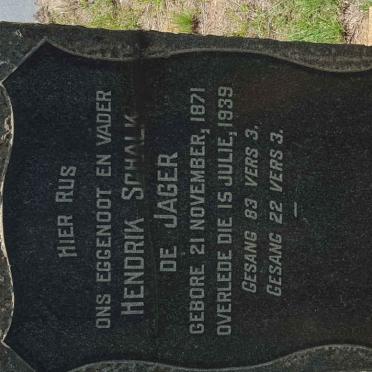 HIER RUS
ONS EGGENOOT EN VADER
HENDRIK SCHALK
DE JAGER
GEBORE 21 NOVEMBER, 1871
OVERLEDE DIE 15 JULIE, 1939
GESANG 83 VERS 3.
GESANG 22 VERS 3.